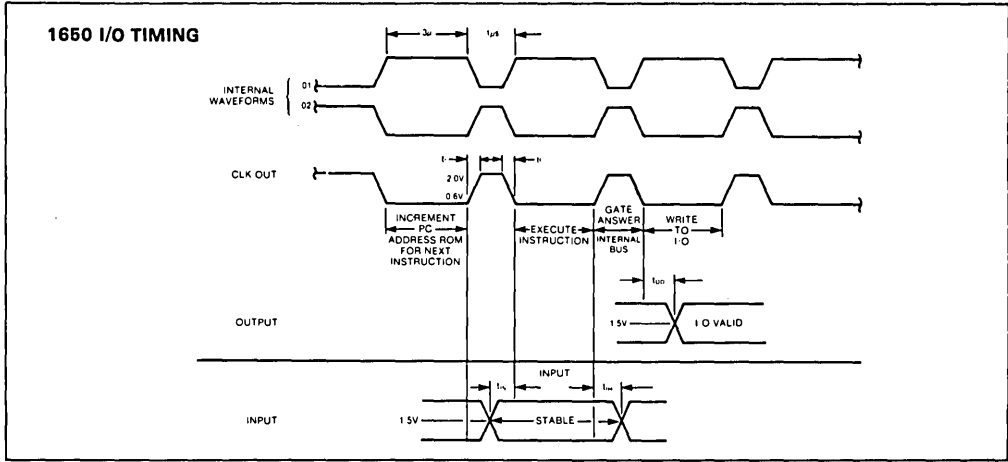 1650 I/O TIMING
3μ
1μs
INTERNAL
WAVEFORMS
01
02
CLK OUT
2.0V
0.6V
INCREMENT
PC
ADDRESS ROM
FOR NEXT
INSTRUCTION
EXECUTE
INSTRUCTION
GATE
ANSWER
INTERNAL
BUS
WRITE
TO
I·O
OUTPUT
1 5V
I O VALID
INPUT
INPUT
1 5V
STABLE